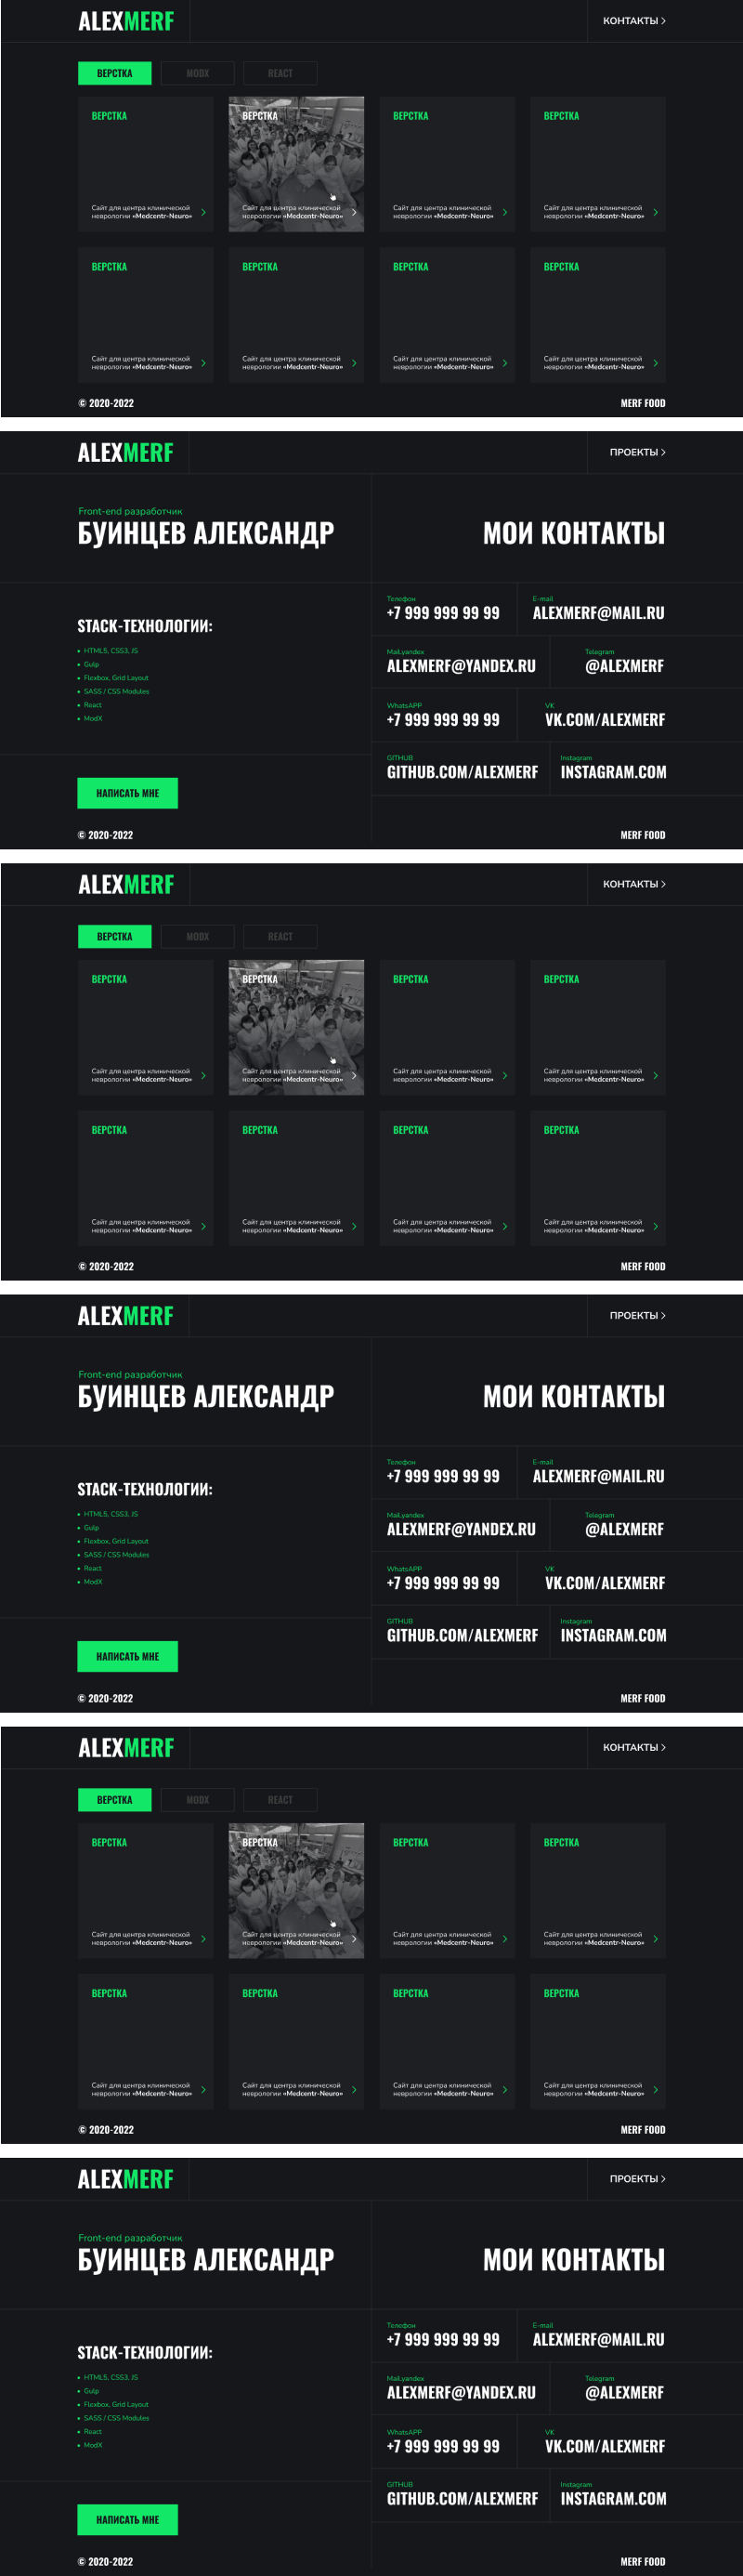 ALEXMERF
КОНТАКТЫ
ВЕРСТКА MODX REACT
ВЕРСТКА ВЕРСТКА ВЕРСТКА ВЕРСТКА
Сайт для центра клинической Сайт для центра клинической Сайт для центра клинической Сайт для центра клинической
неврологии «Medcentr-Neuro» неврологии «Medcentr-Neuro» неврологии «Medcentr-Neuro» неврологии «Medcentr-Neuro»
ВЕРСТКА ВЕРСТКА ВЕРСТКА ВЕРСТКА
Сайт для центра клинической Сайт для центра клинической Сайт для центра клинической Сайт для центра клинической
неврологии «Medcentr-Neuro» неврологии «Medcentr-Neuro» неврологии «Medcentr-Neuro» неврологии «Medcentr-Neuro»
© 2020-2022 MERF FOOD
ALEXMERF
ПРОЕКТЫ
Front-end разработчик
БУИНЦЕВ АЛЕКСАНДР
МОИ КОНТАКТЫ
STACK-ТЕХНОЛОГИИ:
HTML5, CSS3, JS
Gulp
Flexbox, Grid Layout
SASS / CSS Modules
React
ModX
НАПИСАТЬ МНЕ
Телефон
+7 999 999 99 99
E-mail
ALEXMERF@MAIL.RU
Mail.yandex
ALEXMERF@YANDEX.RU
Telegram
@ALEXMERF
WhatsAPP
+7 999 999 99 99
VK
VK.COM/ALEXMERF
GITHUB
GITHUB.COM/ALEXMERF
Instagram
INSTAGRAM.COM
© 2020-2022 MERF FOOD
ALEXMERF
КОНТАКТЫ
ВЕРСТКА MODX REACT
ВЕРСТКА ВЕРСТКА ВЕРСТКА ВЕРСТКА
Сайт для центра клинической Сайт для центра клинической Сайт для центра клинической Сайт для центра клинической
неврологии «Medcentr-Neuro» неврологии «Medcentr-Neuro» неврологии «Medcentr-Neuro» неврологии «Medcentr-Neuro»
ВЕРСТКА ВЕРСТКА ВЕРСТКА ВЕРСТКА
Сайт для центра клинической Сайт для центра клинической Сайт для центра клинической Сайт для центра клинической
неврологии «Medcentr-Neuro» неврологии «Medcentr-Neuro» неврологии «Medcentr-Neuro» неврологии «Medcentr-Neuro»
© 2020-2022 MERF FOOD
ALEXMERF
ПРОЕКТЫ
Front-end разработчик
БУИНЦЕВ АЛЕКСАНДР
МОИ КОНТАКТЫ
STACK-ТЕХНОЛОГИИ:
HTML5, CSS3, JS
Gulp
Flexbox, Grid Layout
SASS / CSS Modules
React
ModX
НАПИСАТЬ МНЕ
Телефон
+7 999 999 99 99
E-mail
ALEXMERF@MAIL.RU
Mail.yandex
ALEXMERF@YANDEX.RU
Telegram
@ALEXMERF
WhatsAPP
+7 999 999 99 99
VK
VK.COM/ALEXMERF
GITHUB
GITHUB.COM/ALEXMERF
Instagram
INSTAGRAM.COM
© 2020-2022 MERF FOOD
ALEXMERF
КОНТАКТЫ
ВЕРСТКА MODX REACT
ВЕРСТКА ВЕРСТКА ВЕРСТКА ВЕРСТКА
Сайт для центра клинической Сайт для центра клинической Сайт для центра клинической Сайт для центра клинической
неврологии «Medcentr-Neuro» неврологии «Medcentr-Neuro» неврологии «Medcentr-Neuro» неврологии «Medcentr-Neuro»
ВЕРСТКА ВЕРСТКА ВЕРСТКА ВЕРСТКА
Сайт для центра клинической Сайт для центра клинической Сайт для центра клинической Сайт для центра клинической
неврологии «Medcentr-Neuro» неврологии «Medcentr-Neuro» неврологии «Medcentr-Neuro» неврологии «Medcentr-Neuro»
© 2020-2022 MERF FOOD
ALEXMERF
ПРОЕКТЫ
Front-end разработчик
БУИНЦЕВ АЛЕКСАНДР
МОИ КОНТАКТЫ
STACK-ТЕХНОЛОГИИ:
HTML5, CSS3, JS
Gulp
Flexbox, Grid Layout
SASS / CSS Modules
React
ModX
НАПИСАТЬ МНЕ
Телефон
+7 999 999 99 99
E-mail
ALEXMERF@MAIL.RU
Mail.yandex
ALEXMERF@YANDEX.RU
Telegram
@ALEXMERF
WhatsAPP
+7 999 999 99 99
VK
VK.COM/ALEXMERF
GITHUB
GITHUB.COM/ALEXMERF
Instagram
INSTAGRAM.COM
© 2020-2022 MERF FOOD